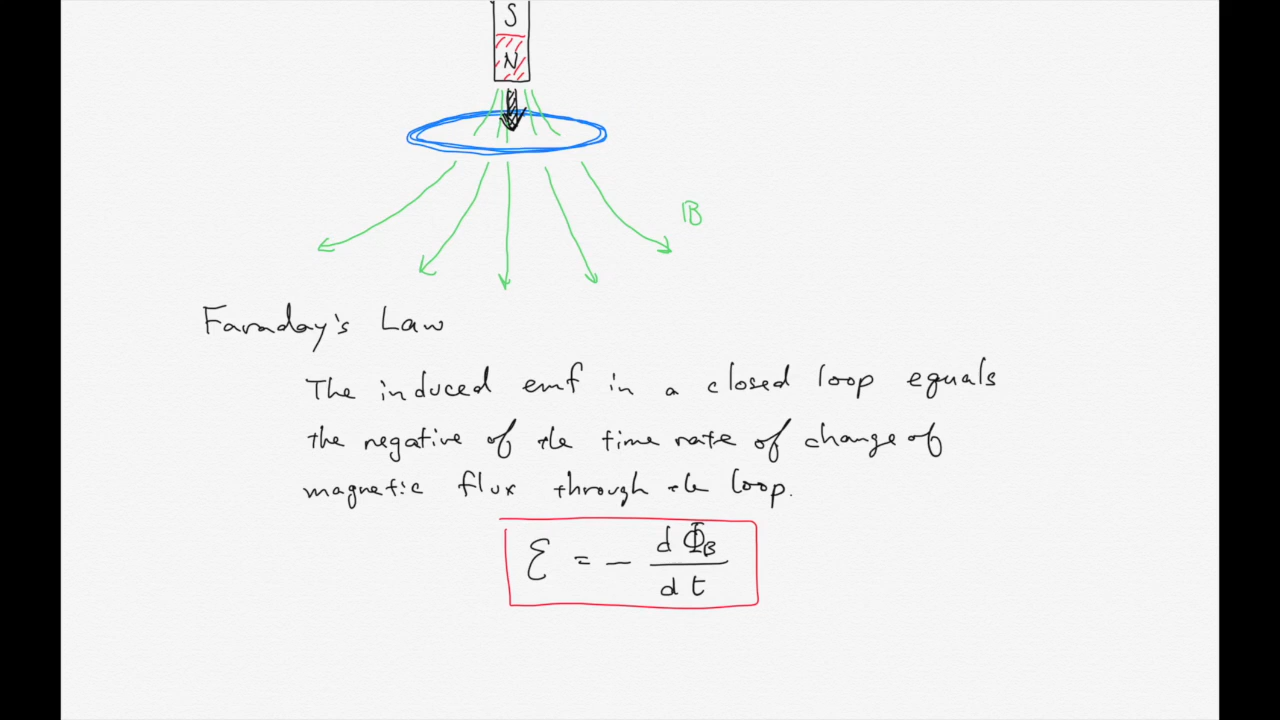 S
N
B
Faraday's Law
The induced emf in a closed loop equals
the negative of the time rate of change of
magnetic flux through the loop.
ℰ = - dΦ_B / dt